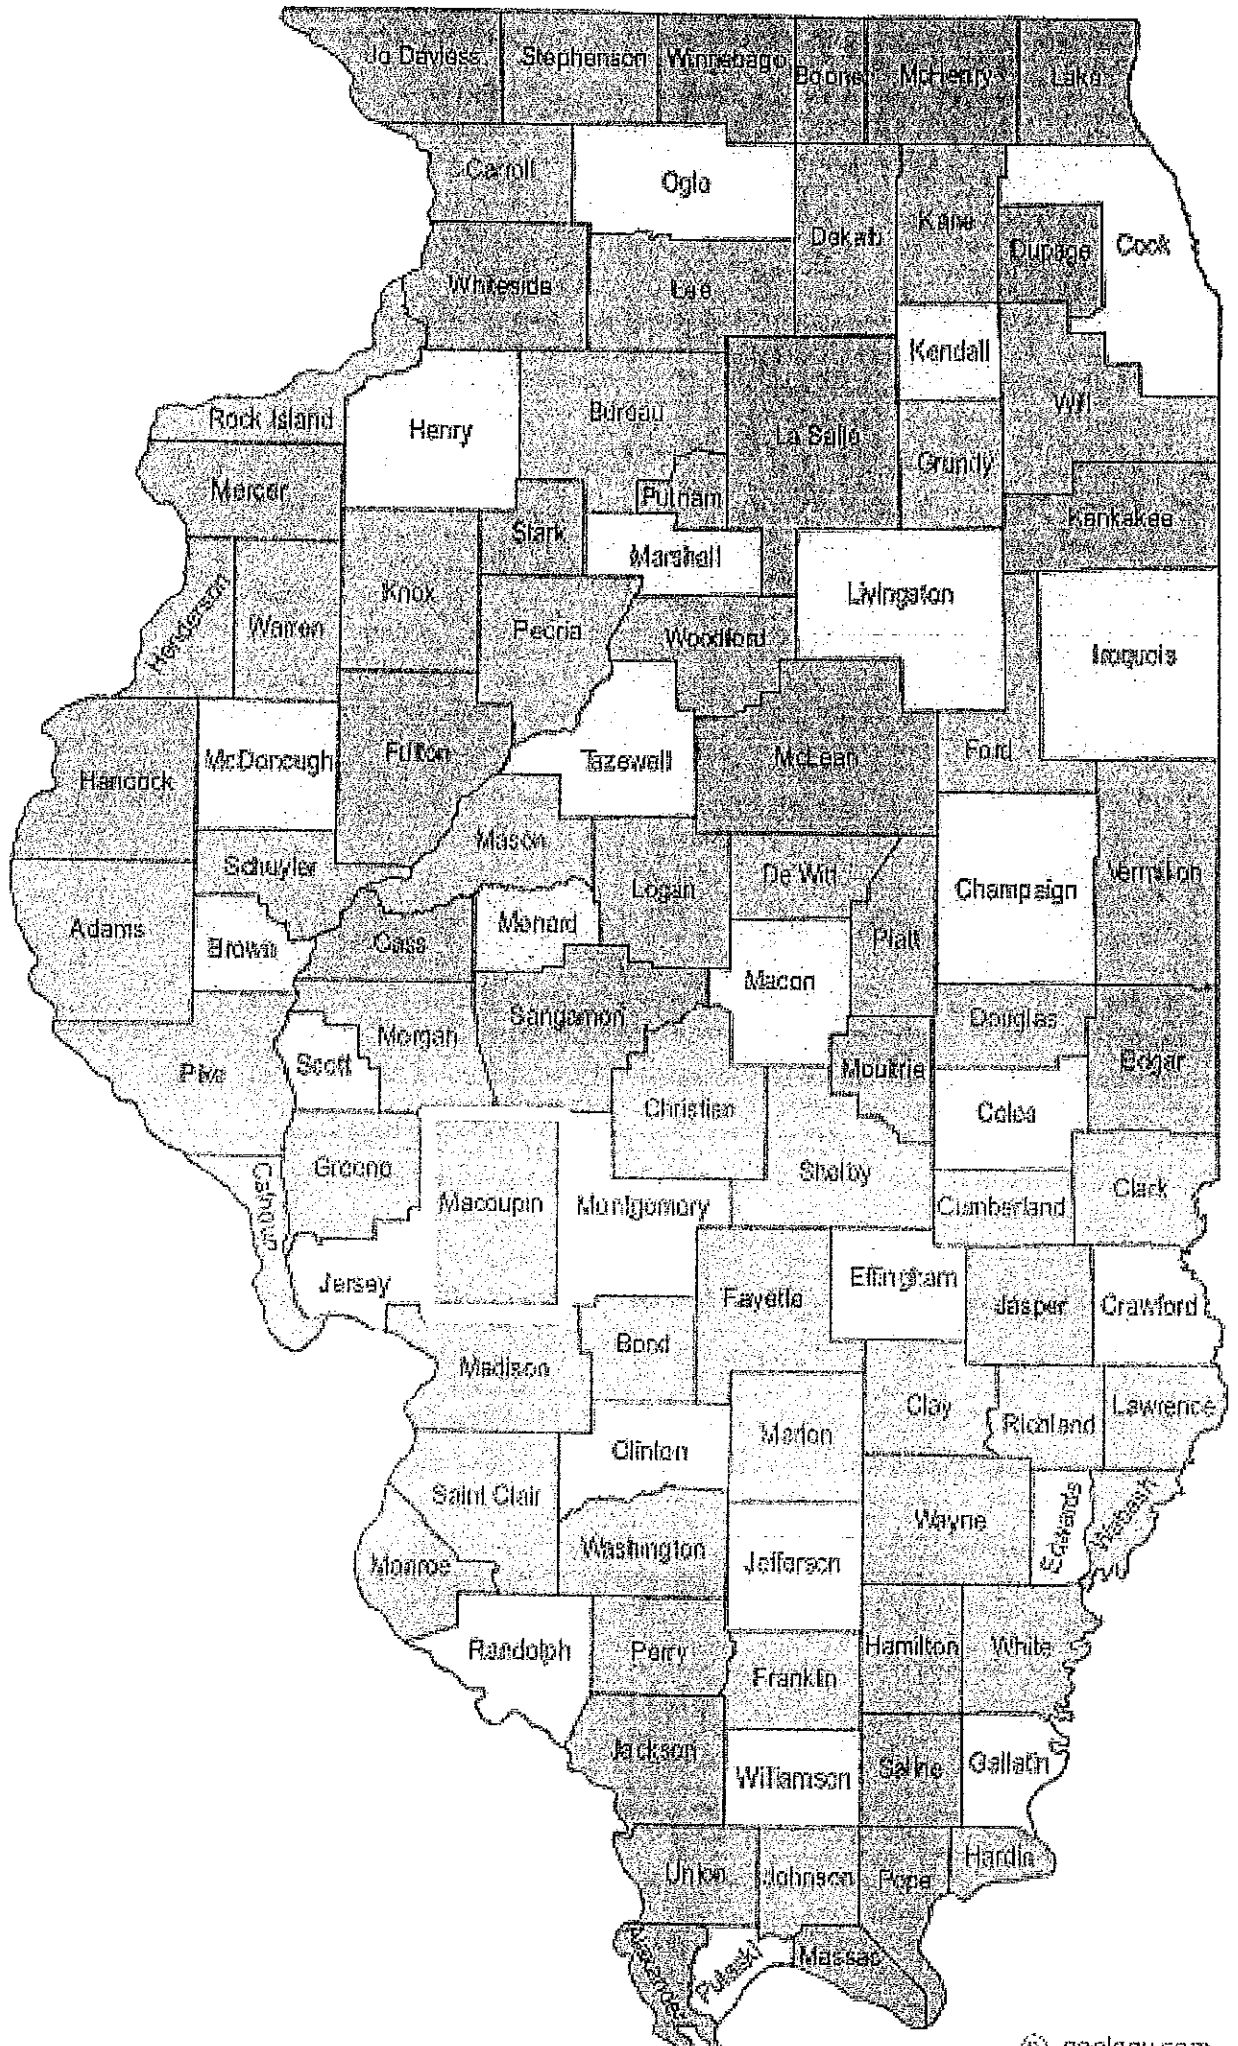 Jo Daviess
Stephenson
Winnebago
Boone
McHenry
Lake
Carroll
Ogle
Dekalb
Kane
Dupage
Cook
Whiteside
Lee
Kendall
Will
Rock Island
Henry
Bureau
La Salle
Grundy
Mercer
Putnam
Kankakee
Stark
Marshall
Livingston
Henderson
Warren
Knox
Peoria
Woodford
Iroquois
Hancock
McDonough
Fulton
Tazewell
McLean
Ford
Schuyler
Mason
Logan
De Witt
Champaign
Vermilion
Adams
Brown
Cass
Menard
Macon
Piatt
Pike
Scott
Morgan
Sangamon
Christian
Moultrie
Douglas
Edgar
Coles
Calhoun
Greene
Macoupin
Montgomery
Shelby
Cumberland
Clark
Jersey
Fayette
Effingham
Jasper
Crawford
Madison
Bond
Clay
Richland
Lawrence
Clinton
Marion
Saint Clair
Wayne
Edwards
Wabash
Monroe
Washington
Jefferson
Randolph
Perry
Franklin
Hamilton
White
Jackson
Williamson
Saline
Gallatin
Union
Johnson
Pope
Hardin
Alexander
Pulaski
Massac
© geology.com